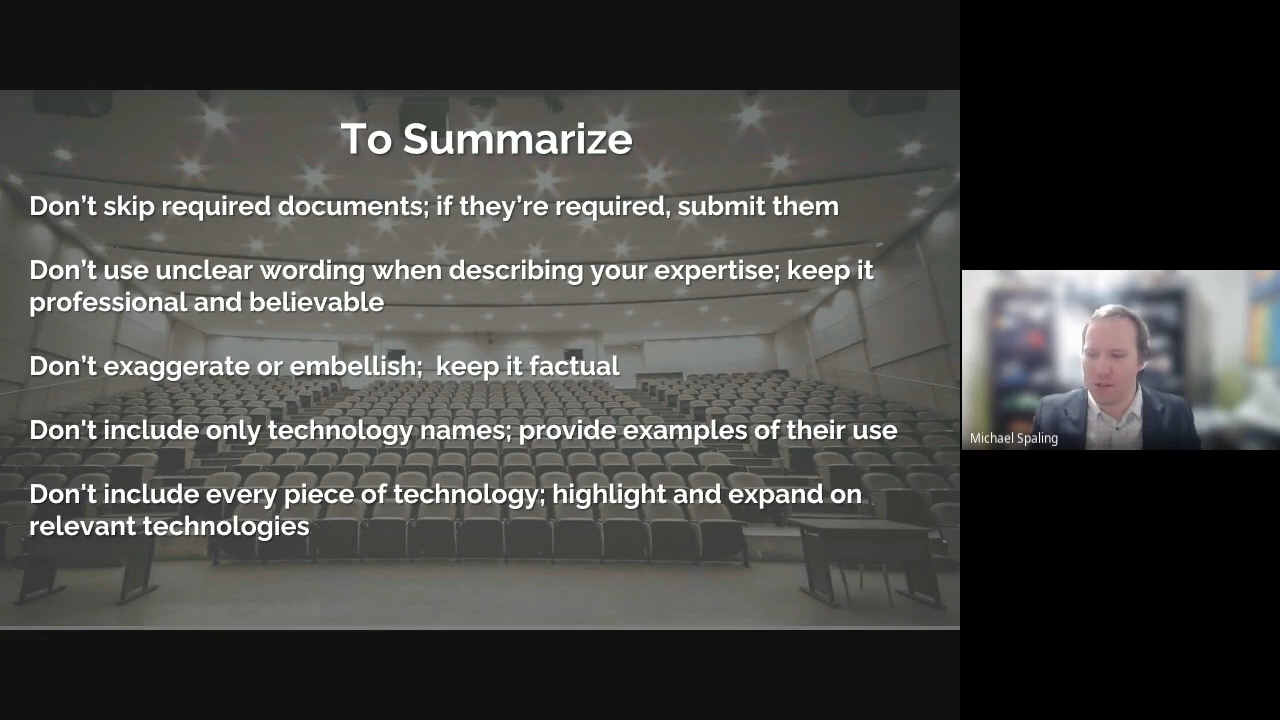 To Summarize
Don’t skip required documents; if they’re required, submit them
Don’t use unclear wording when describing your expertise; keep it
professional and believable
Don’t exaggerate or embellish;  keep it factual
Don't include only technology names; provide examples of their use
Don't include every piece of technology; highlight and expand on
relevant technologies
Michael Spaling